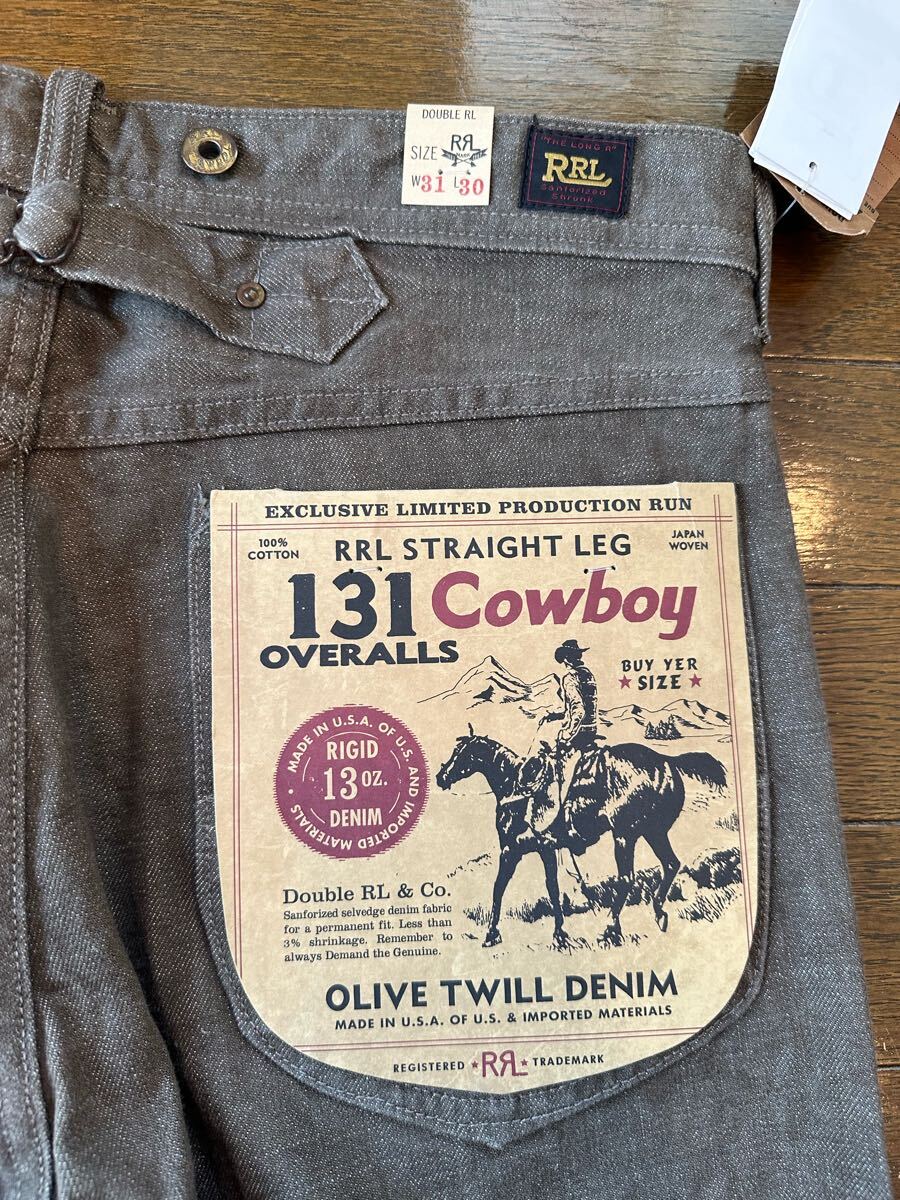 DOUBLE RL
SIZE RRL
W31 L30
"THE LONG R"
RRL
Sanforized
Shrunk
EXCLUSIVE LIMITED PRODUCTION RUN
100%
COTTON
RRL STRAIGHT LEG
JAPAN
WOVEN
131 Cowboy
OVERALLS
BUY YER
★ SIZE ★
MADE IN U.S.A. OF U.S. AND IMPORTED MATERIALS
RIGID
13 OZ.
DENIM
Double RL & Co.
Sanforized selvedge denim fabric
for a permanent fit. Less than
3% shrinkage. Remember to
always Demand the Genuine.
OLIVE TWILL DENIM
MADE IN U.S.A. OF U.S. & IMPORTED MATERIALS
REGISTERED ★RRL★ TRADEMARK